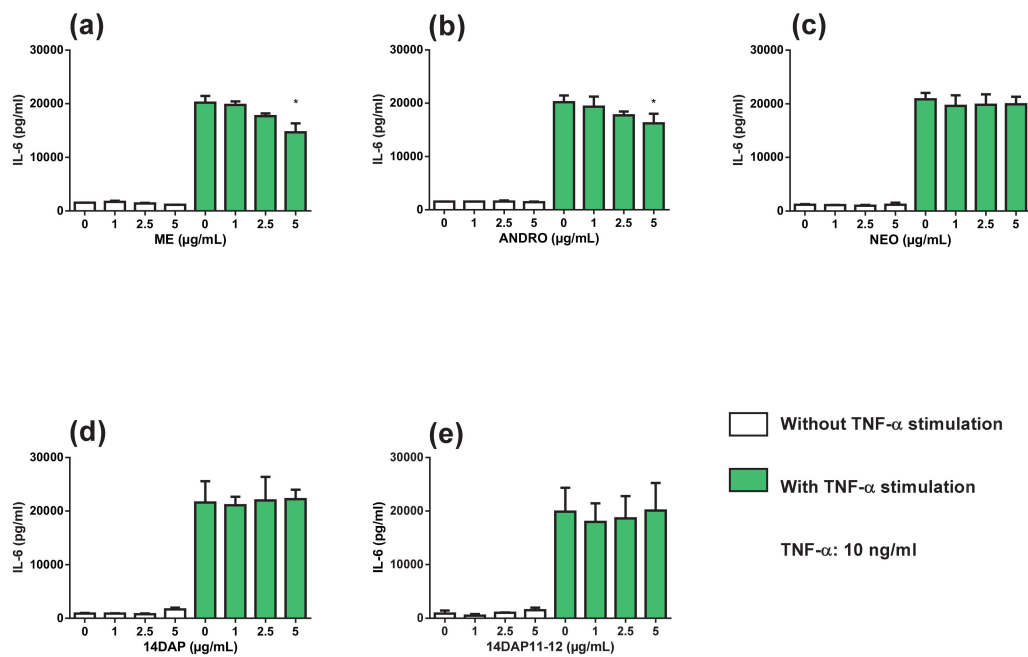 (a)
30000
20000
10000
0
IL-6 (pg/ml)
*
0 1 2.5 5 0 1 2.5 5
ME (µg/mL)
(b)
30000
20000
10000
0
IL-6 (pg/ml)
*
0 1 2.5 5 0 1 2.5 5
ANDRO (µg/mL)
(c)
30000
20000
10000
0
IL-6 (pg/ml)
0 1 2.5 5 0 1 2.5 5
NEO (µg/mL)
(d)
30000
20000
10000
0
IL-6 (pg/ml)
0 1 2.5 5 0 1 2.5 5
14DAP (µg/mL)
(e)
30000
20000
10000
0
IL-6 (pg/ml)
0 1 2.5 5 0 1 2.5 5
14DAP11-12 (µg/mL)
Without TNF-α stimulation
With TNF-α stimulation
TNF-α: 10 ng/ml